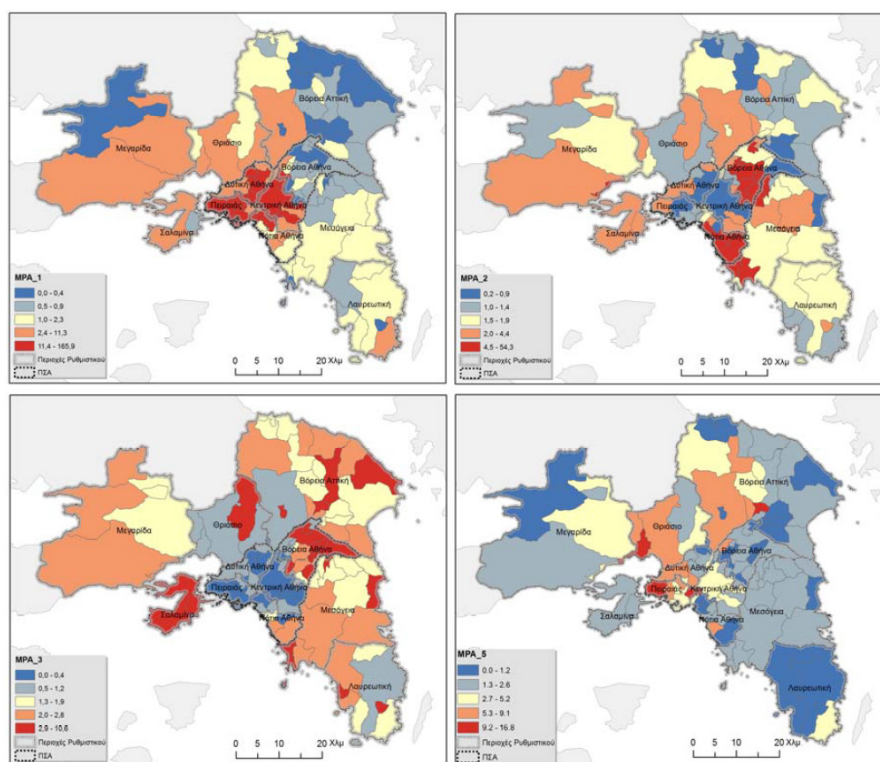 Βόρεια Αττική
Μεγαρίδα
Θριάσιο
Βόρεια Αθήνα
Δυτική Αθήνα
Πειραιάς
Κεντρική Αθήνα
Σαλαμίνα
Νότια Αθήνα
Μεσόγεια
Λαυρεωτική
MPA_1
0,0 - 0,4
0,5 - 0,9
1,0 - 2,3
2,4 - 11,3
11,4 - 165,9
Περιοχές Ρυθμιστικού
ΠΣΑ
0 5 10 20 Χλμ
Βόρεια Αττική
Μεγαρίδα
Θριάσιο
Βόρεια Αθήνα
Δυτική Αθήνα
Πειραιάς
Κεντρική Αθήνα
Σαλαμίνα
Νότια Αθήνα
Μεσόγεια
Λαυρεωτική
MPA_2
0,2 - 0,9
1,0 - 1,4
1,5 - 1,9
2,0 - 4,4
4,5 - 54,3
Περιοχές Ρυθμιστικού
ΠΣΑ
0 5 10 20 Χλμ
Βόρεια Αττική
Μεγαρίδα
Θριάσιο
Βόρεια Αθήνα
Δυτική Αθήνα
Πειραιάς
Κεντρική Αθήνα
Σαλαμίνα
Νότια Αθήνα
Μεσόγεια
Λαυρεωτική
MPA_3
0,0 - 0,4
0,5 - 1,2
1,3 - 1,9
2,0 - 2,8
2,9 - 10,6
Περιοχές Ρυθμιστικού
ΠΣΑ
0 5 10 20 Χλμ
Βόρεια Αττική
Μεγαρίδα
Θριάσιο
Βόρεια Αθήνα
Δυτική Αθήνα
Πειραιάς
Κεντρική Αθήνα
Σαλαμίνα
Νότια Αθήνα
Μεσόγεια
Λαυρεωτική
MPA_5
0.0 - 1.2
1.3 - 2.6
2.7 - 5.2
5.3 - 9.1
9.2 - 16.8
Περιοχές Ρυθμιστικού
ΠΣΑ
0 5 10 20 Χλμ